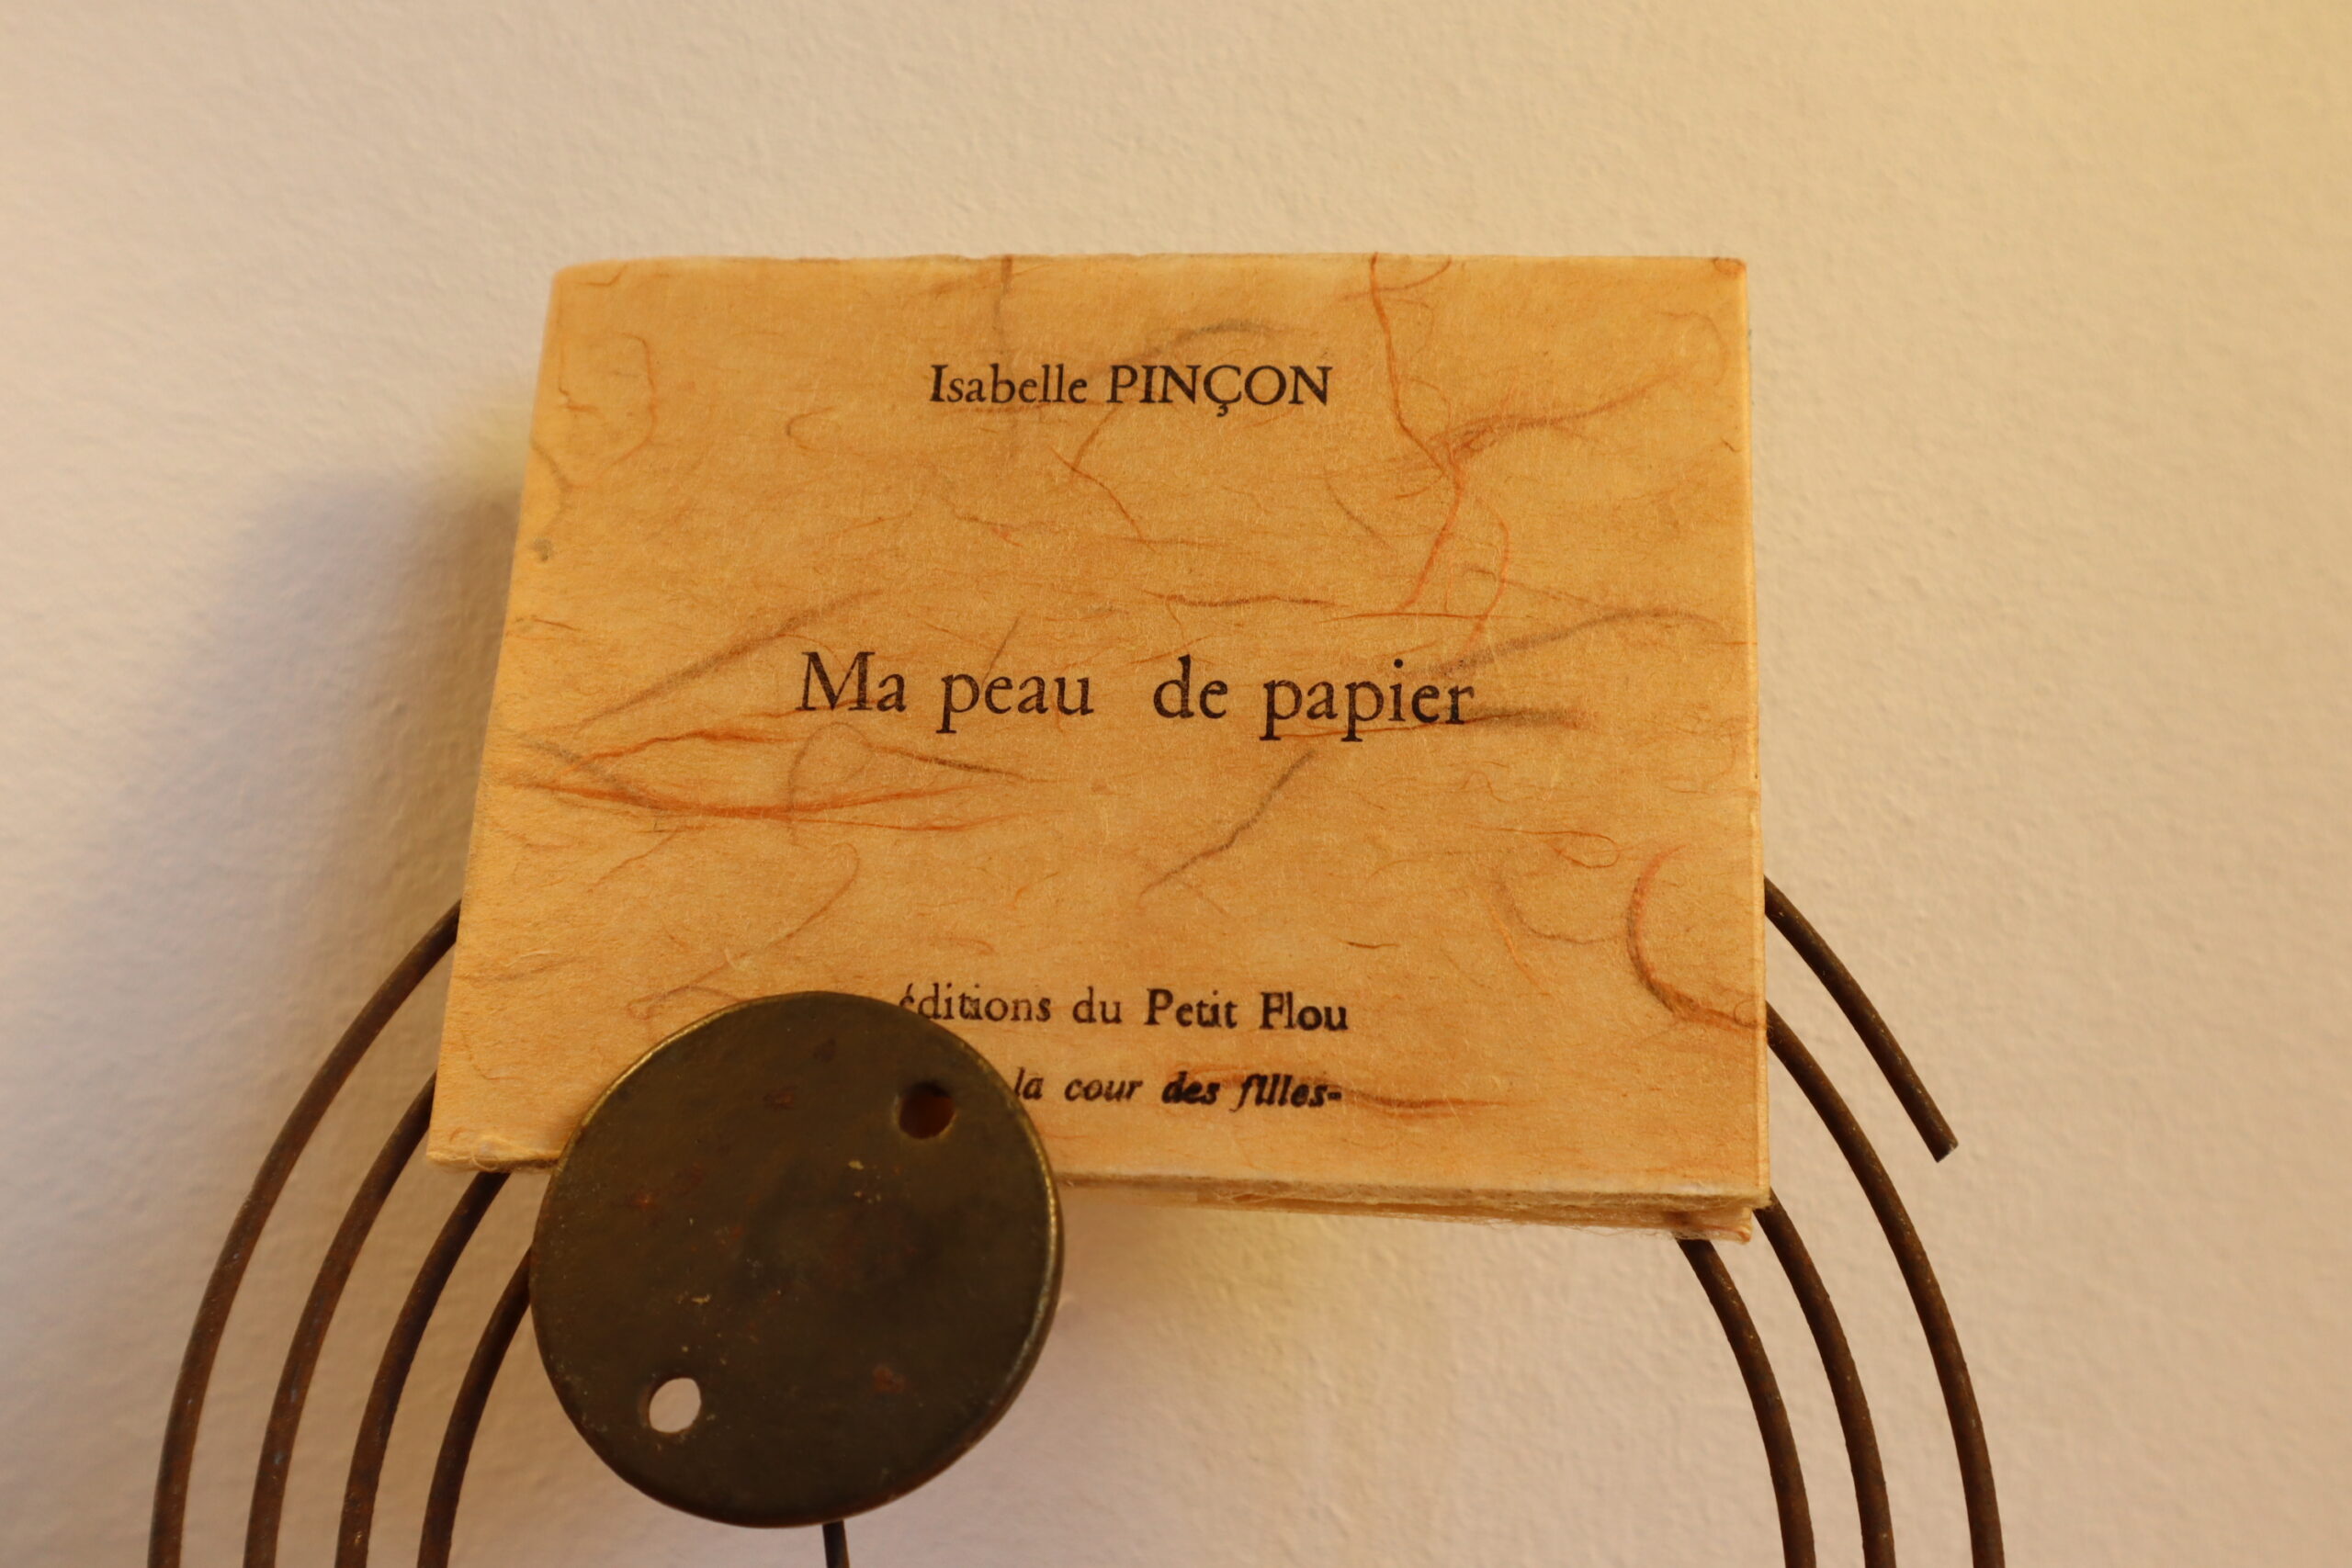 Isabelle PINÇON
Ma peau de papier
éditions du Petit Flou
la cour des filles-